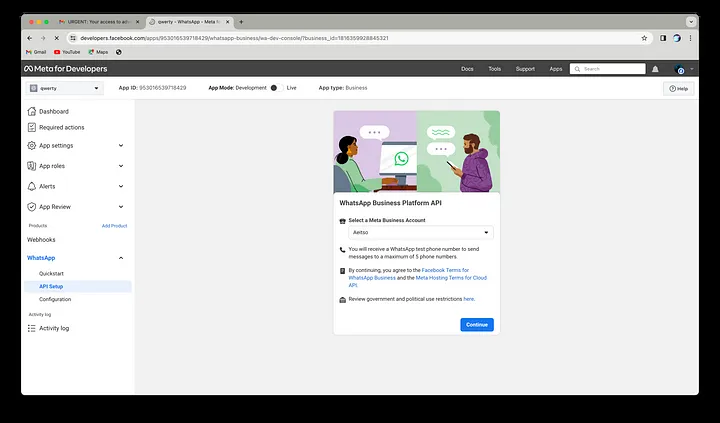 URGENT: Your access to adv
qwerty - WhatsApp - Meta f
developers.facebook.com/apps/953016539718429/whatsapp-business/wa-dev-console/?business_id=1816359928845321
Gmail YouTube Maps
Meta for Developers Docs Tools Support Apps Search
qwerty App ID: 953016539718429 App Mode: Development Live App type: Business Help
Dashboard
Required actions
App settings
App roles
Alerts
App Review
Products Add Product
Webhooks
WhatsApp
Quickstart
API Setup
Configuration
Activity log
Activity log
WhatsApp Business Platform API
Select a Meta Business Account
Aeitso
You will receive a WhatsApp test phone number to send
messages to a maximum of 5 phone numbers.
By continuing, you agree to the Facebook Terms for
WhatsApp Business and the Meta Hosting Terms for Cloud
API.
Review government and political use restrictions here.
Continue